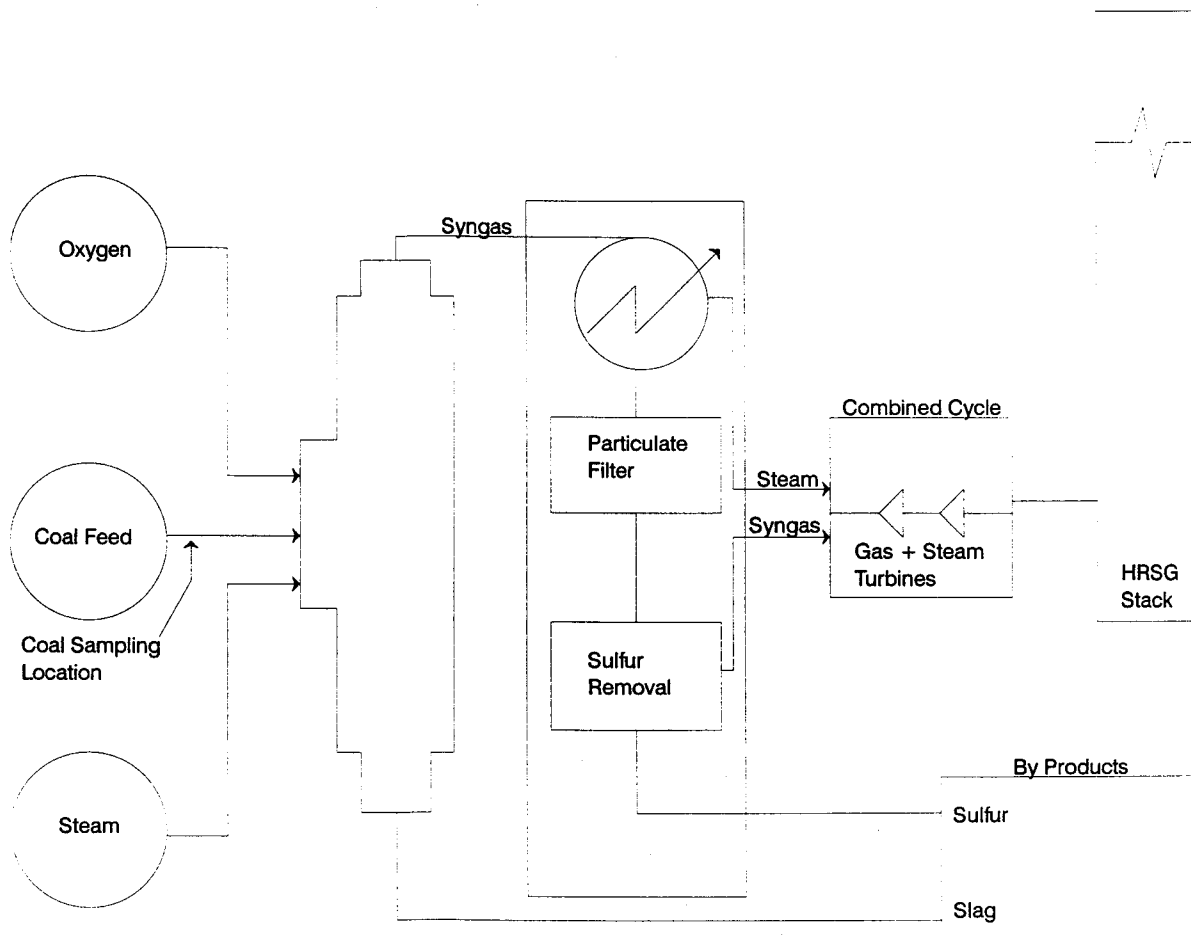 Syngas
Oxygen
Combined Cycle
Particulate
Filter
Steam
Syngas
Coal Feed
Gas + Steam
Turbines
HRSG
Stack
Coal Sampling
Location
Sulfur
Removal
By Products
Steam
Sulfur
Slag